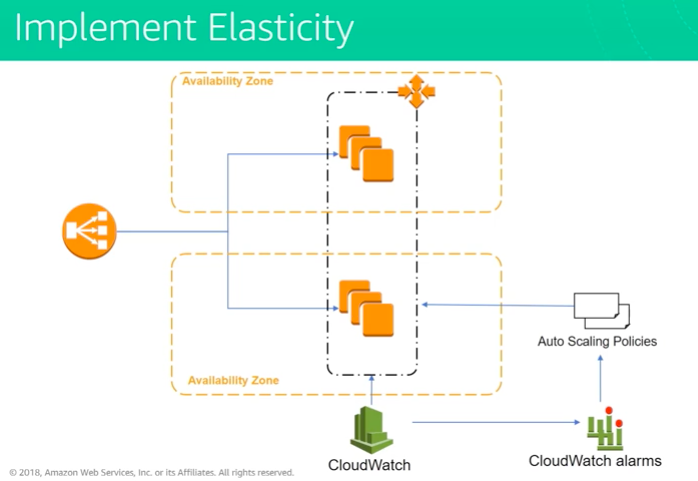 Implement Elasticity
Availability Zone
Availability Zone
Auto Scaling Policies
CloudWatch
CloudWatch alarms
© 2018, Amazon Web Services, Inc. or its Affiliates. All rights reserved.